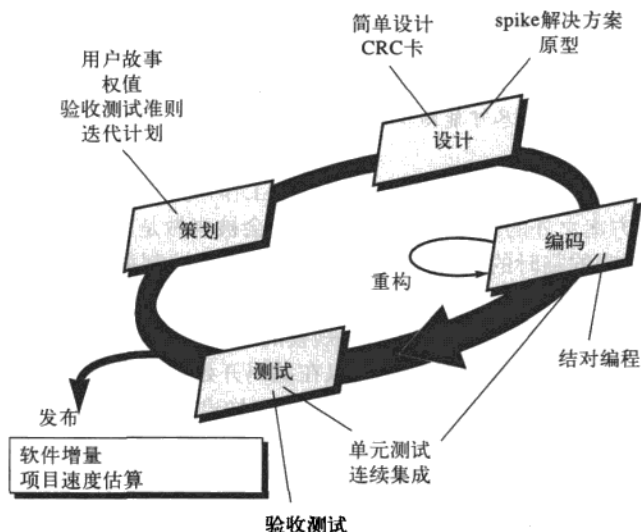 简单设计
CRC卡
spike解决方案
原型
用户故事
权值
验收测试准则
迭代计划
设计
策划
编码
重构
测试
结对编程
发布
单元测试
连续集成
软件增量
项目速度估算
验收测试